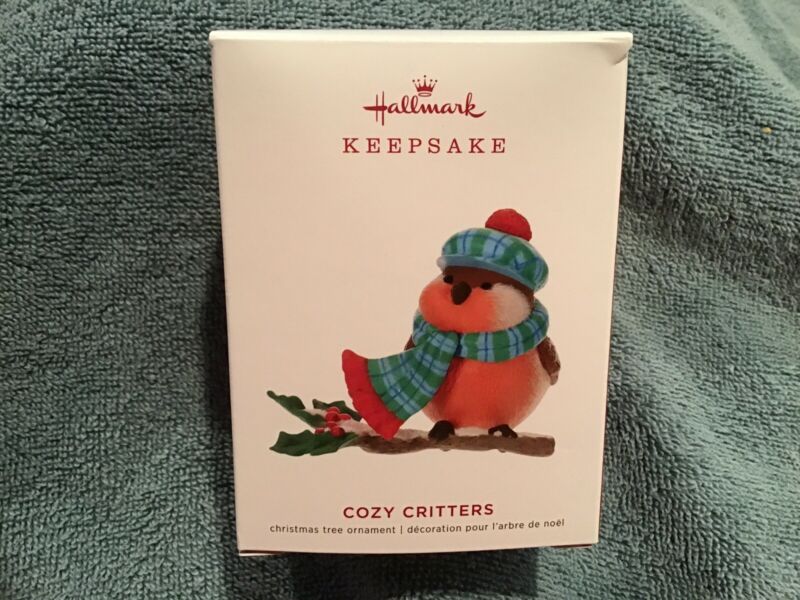 Hallmark
KEEPSAKE
COZY CRITTERS
christmas tree ornament | décoration pour l'arbre de noël